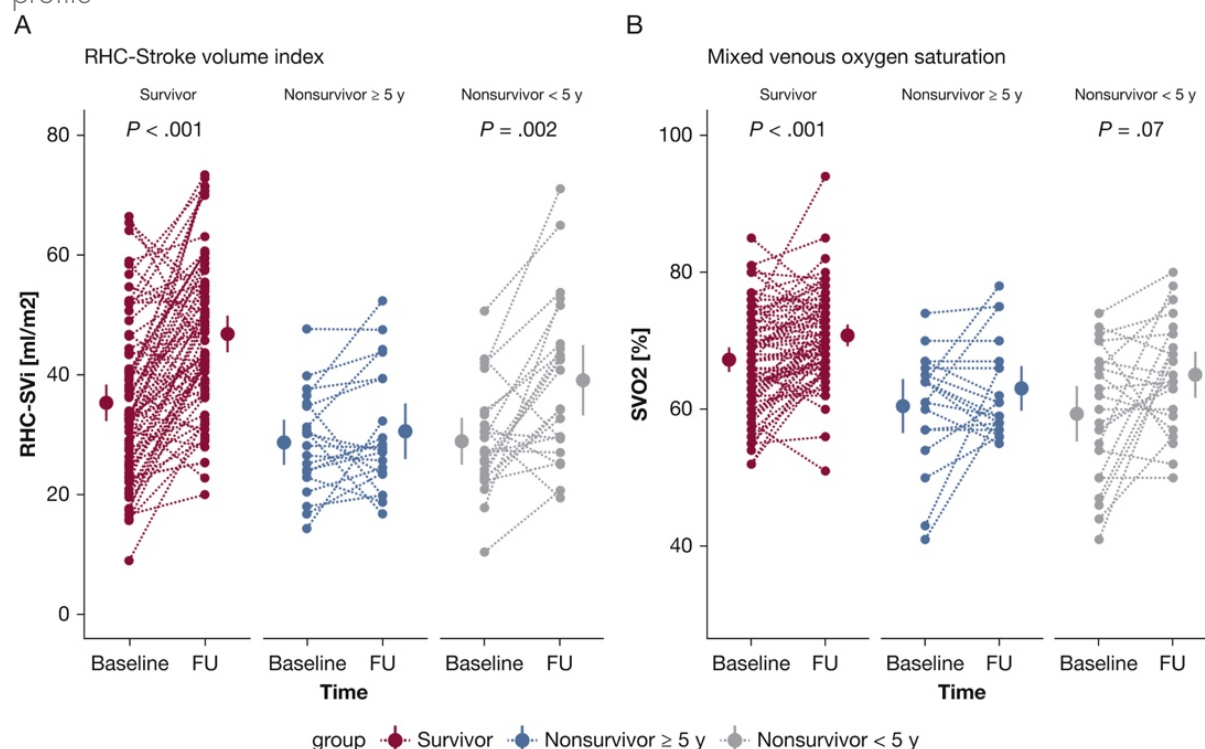 profile
A
RHC-Stroke volume index
Survivor Nonsurvivor ≥ 5 y Nonsurvivor < 5 y
P < .001 P = .002
80
60
40
20
0
RHC-SVi [ml/m2]
Baseline FU Baseline FU Baseline FU
Time
B
Mixed venous oxygen saturation
Survivor Nonsurvivor ≥ 5 y Nonsurvivor < 5 y
P < .001 P = .07
100
80
60
40
SVO2 [%]
Baseline FU Baseline FU Baseline FU
Time
group Survivor Nonsurvivor ≥ 5 y Nonsurvivor < 5 y